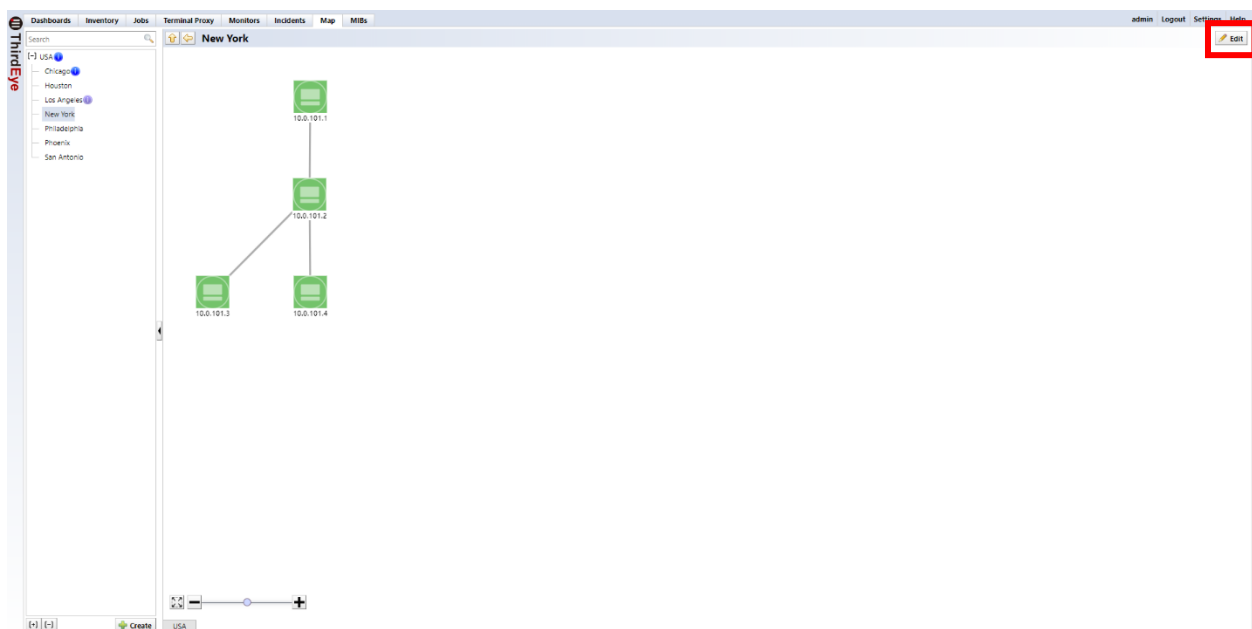 Dashboards Inventory Jobs Terminal Proxy Monitors Incidents Map MIBs admin Logout Settings Help
ThirdEye
Search
New York
Edit
[-] USA
Chicago
Houston
Los Angeles
New York
Philadelphia
Phoenix
San Antonio
10.0.101.1
10.0.101.2
10.0.101.3
10.0.101.4
[+] [-] Create USA